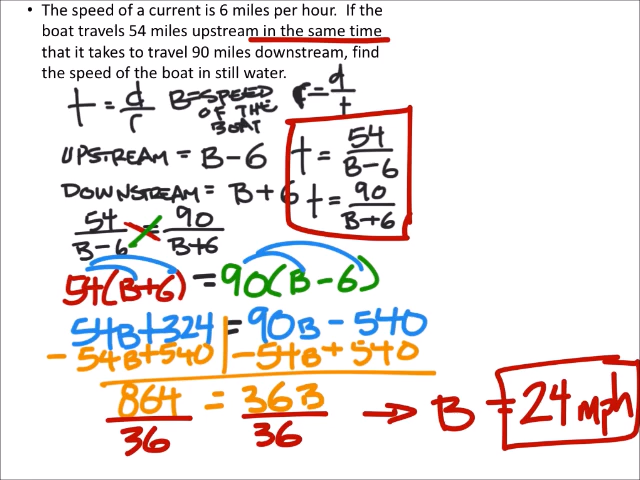 • The speed of a current is 6 miles per hour. If the
boat travels 54 miles upstream in the same time
that it takes to travel 90 miles downstream, find
the speed of the boat in still water.
t = d/r B=SPEED OF THE BOAT r = d/t
UPSTREAM = B-6 t = 54/B-6
DOWNSTREAM = B+6 t = 90/B+6
54/B-6 = 90/B+6
54(B+6) = 90(B-6)
54B+324 = 90B-540
-54B+540 -54B+540
864 = 36B
36 36
→ B = 24 mph